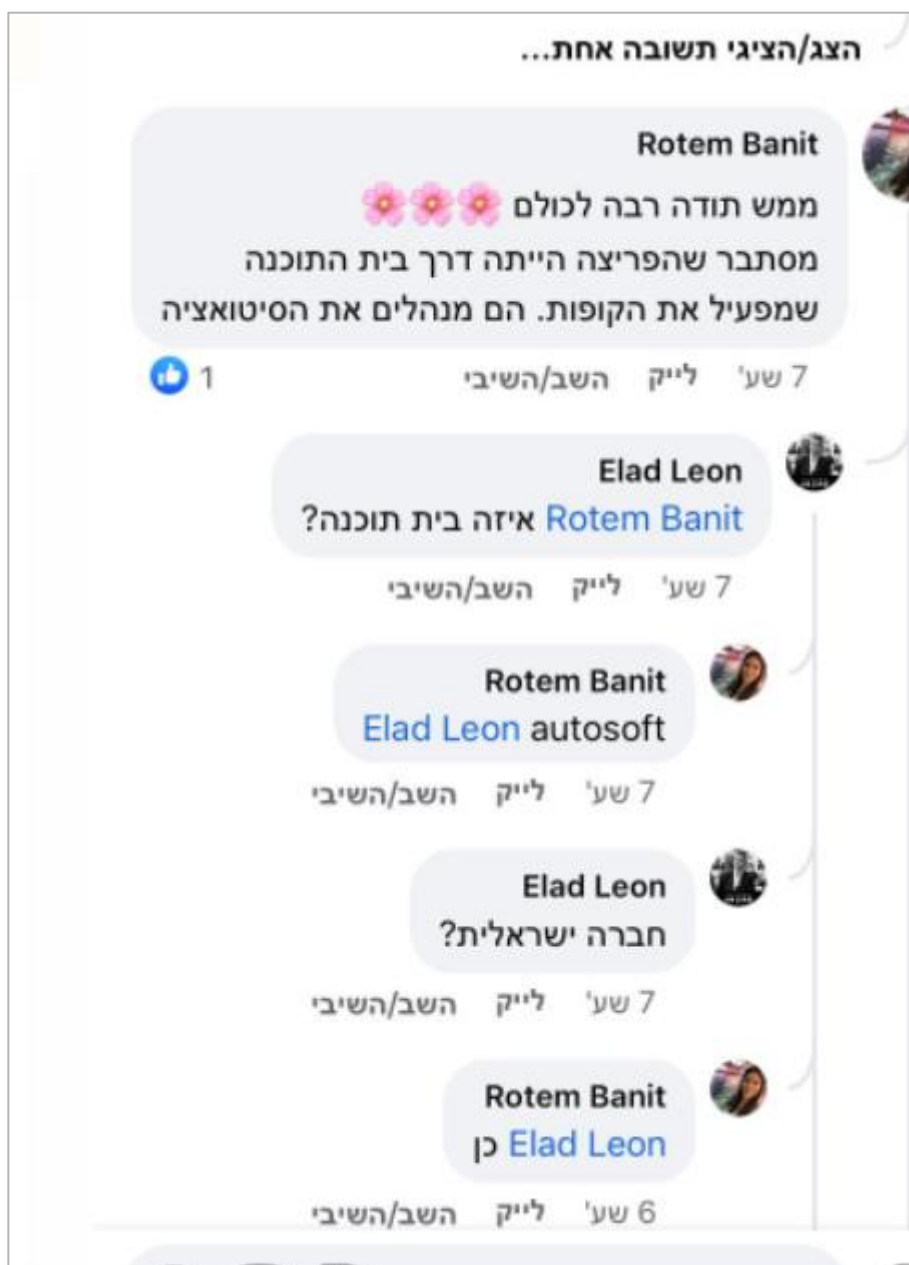 הצג/הציגי תשובה אחת...
Rotem Banit
ממש תודה רבה לכולם 🌸🌸🌸
מסתבר שהפריצה הייתה דרך בית התוכנה
שמפעיל את הקופות. הם מנהלים את הסיטואציה
7 שע' לייק השב/השיבי 1
Elad Leon
Rotem Banit איזה בית תוכנה?
7 שע' לייק השב/השיבי
Rotem Banit
Elad Leon autosoft
7 שע' לייק השב/השיבי
Elad Leon
חברה ישראלית?
7 שע' לייק השב/השיבי
Rotem Banit
Elad Leon כן
6 שע' לייק השב/השיבי